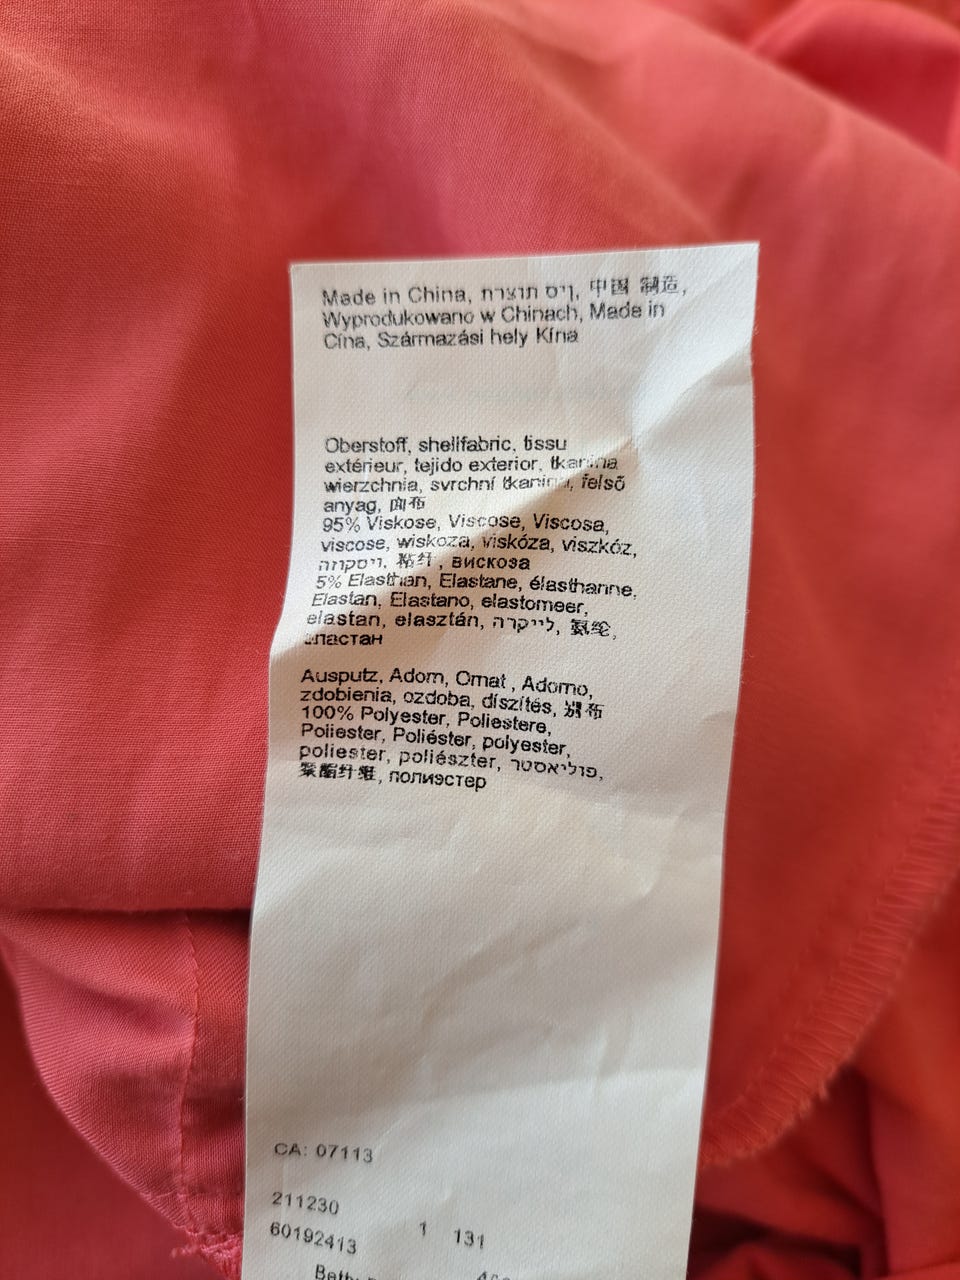 Made in China, תוצרת סין, 中国 制造,
Wyprodukowano w Chinach, Made in
Cína, Származási hely Kína
Oberstoff, shellfabric, tissu
extérieur, tejido exterior, tkanina
wierzchnia, svrchní tkanina, felsö
anyag, 面布
95% Viskose, Viscose, Viscosa,
viscose, wiskoza, viskóza, viszkóz,
ויסקוזה, 粘纤, вискоза
5% Elasthan, Elastane, élasthanne,
Elastan, Elastano, elastomeer,
elastan, elasztán, לייקרה, 氨纶,
эластан
Ausputz, Adorn, Ornat, Adorno,
zdobienia, ozdoba, díszítés, 别布
100% Polyester, Poliestere,
Poliester, Poliéster, polyester,
poliester, poliészter, פוליאסטר,
聚酯纤维, полиэстер
CA: 07113
211230
60192413 1 131